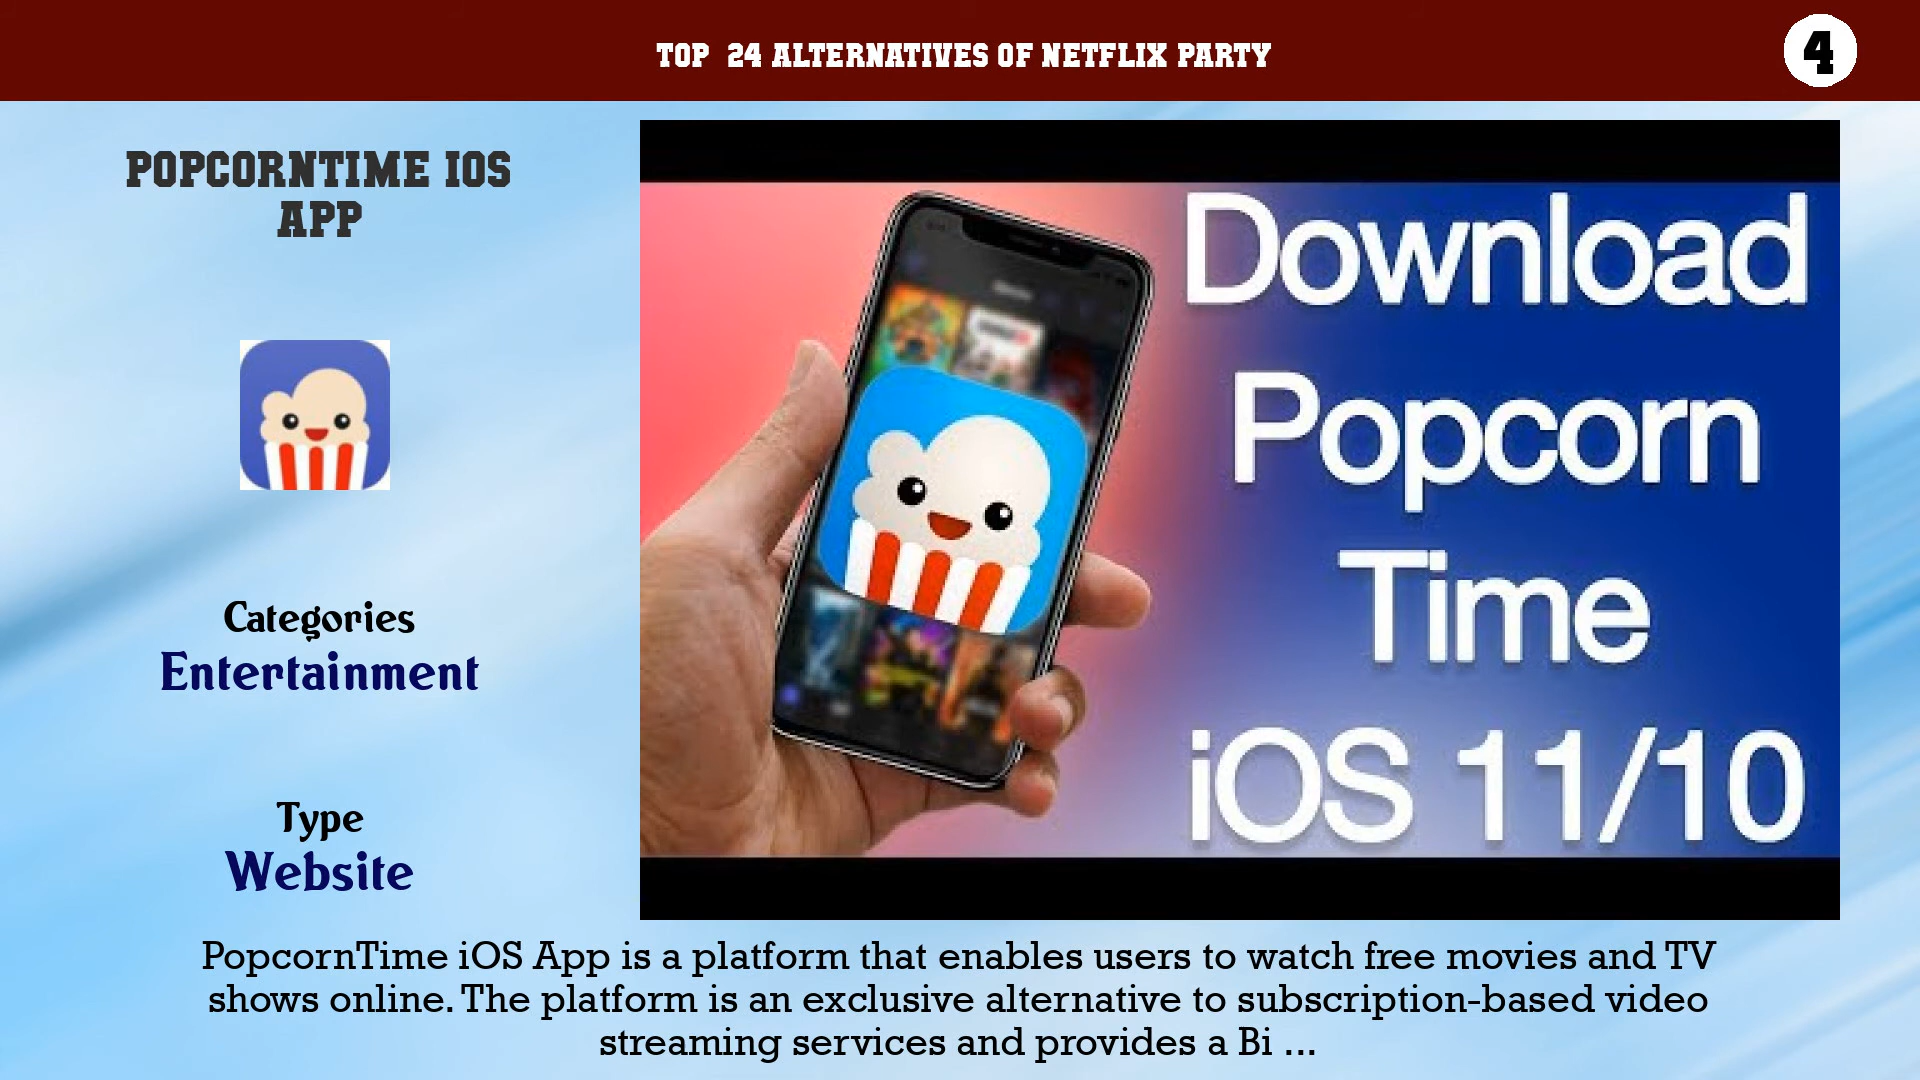 TOP 24 ALTERNATIVES OF NETFLIX PARTY
4
POPCORNTIME IOS
APP
Categories
Entertainment
Type
Website
Download
Popcorn
Time
iOS 11/10
PopcornTime iOS App is a platform that enables users to watch free movies and TV
shows online. The platform is an exclusive alternative to subscription-based video
streaming services and provides a Bi ...